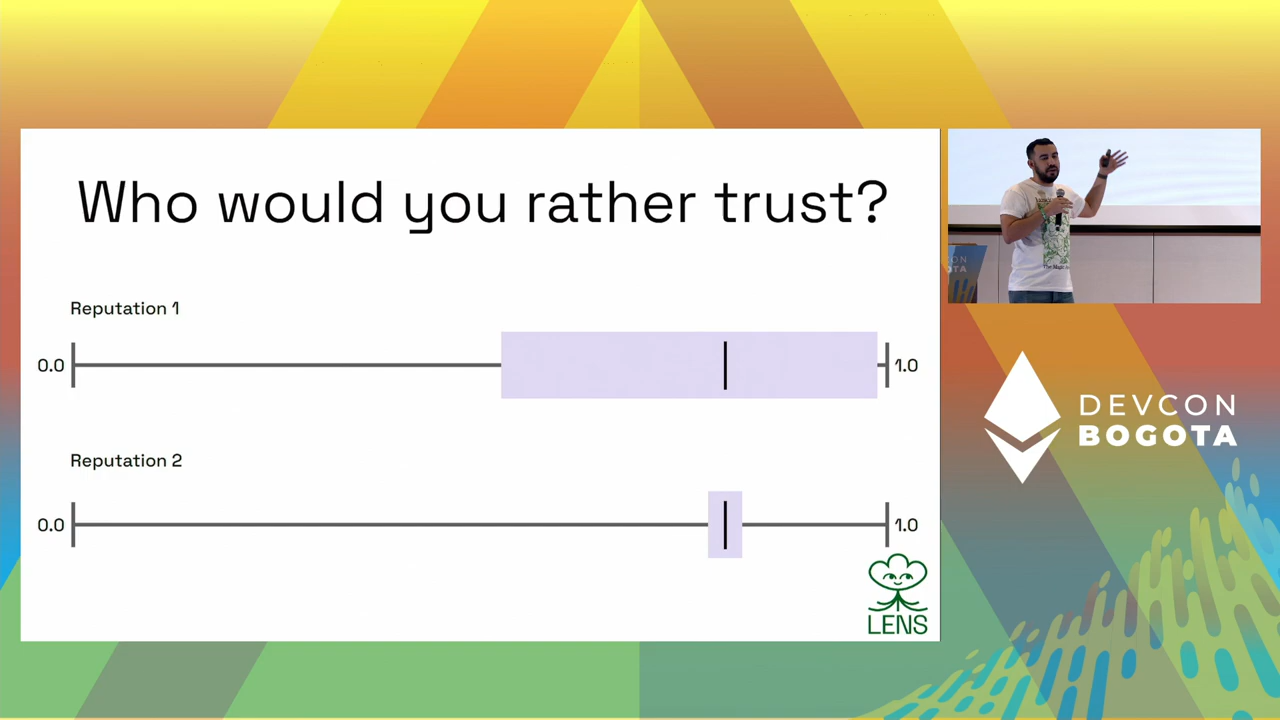 Who would you rather trust?
Reputation 1
0.0
1.0
Reputation 2
0.0
1.0
LENS
DEVCON
BOGOTA